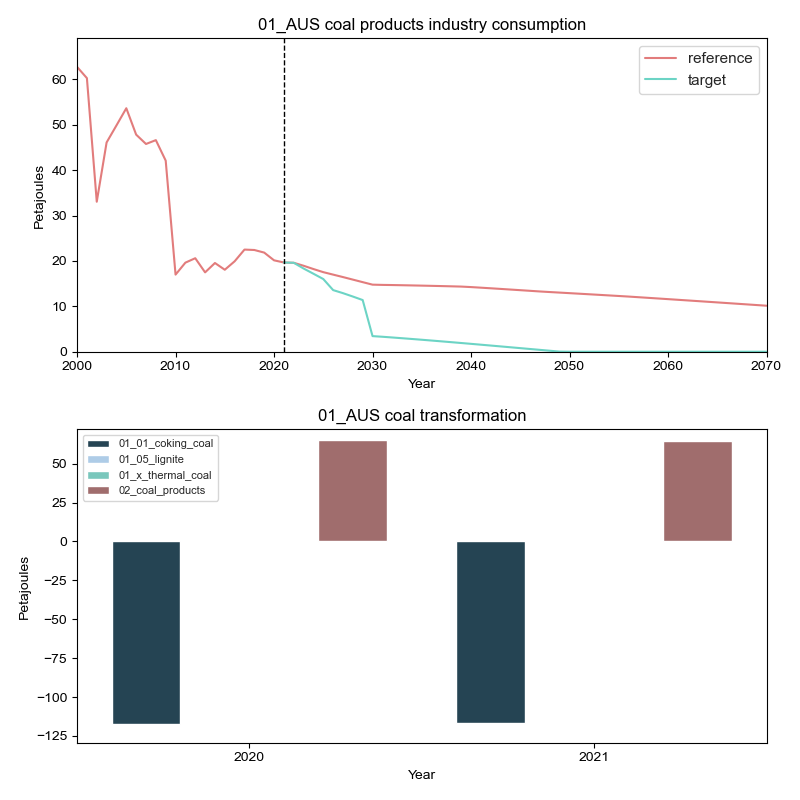 01_AUS coal products industry consumption
reference
target
60
50
40
30
20
10
0
Petajoules
2000 2010 2020 2030 2040 2050 2060 2070
Year
01_AUS coal transformation
01_01_coking_coal
01_05_lignite
01_x_thermal_coal
02_coal_products
50
25
0
−25
−50
−75
−100
−125
Petajoules
2020 2021
Year